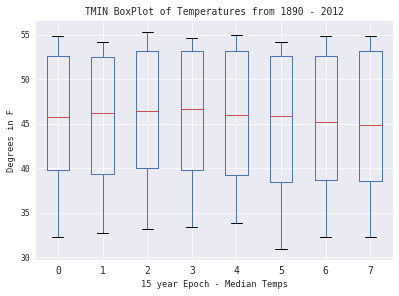 TMIN BoxPlot of Temperatures from 1890 - 2012
55
50
45
40
35
30
Degrees in F
0 1 2 3 4 5 6 7
15 year Epoch - Median Temps